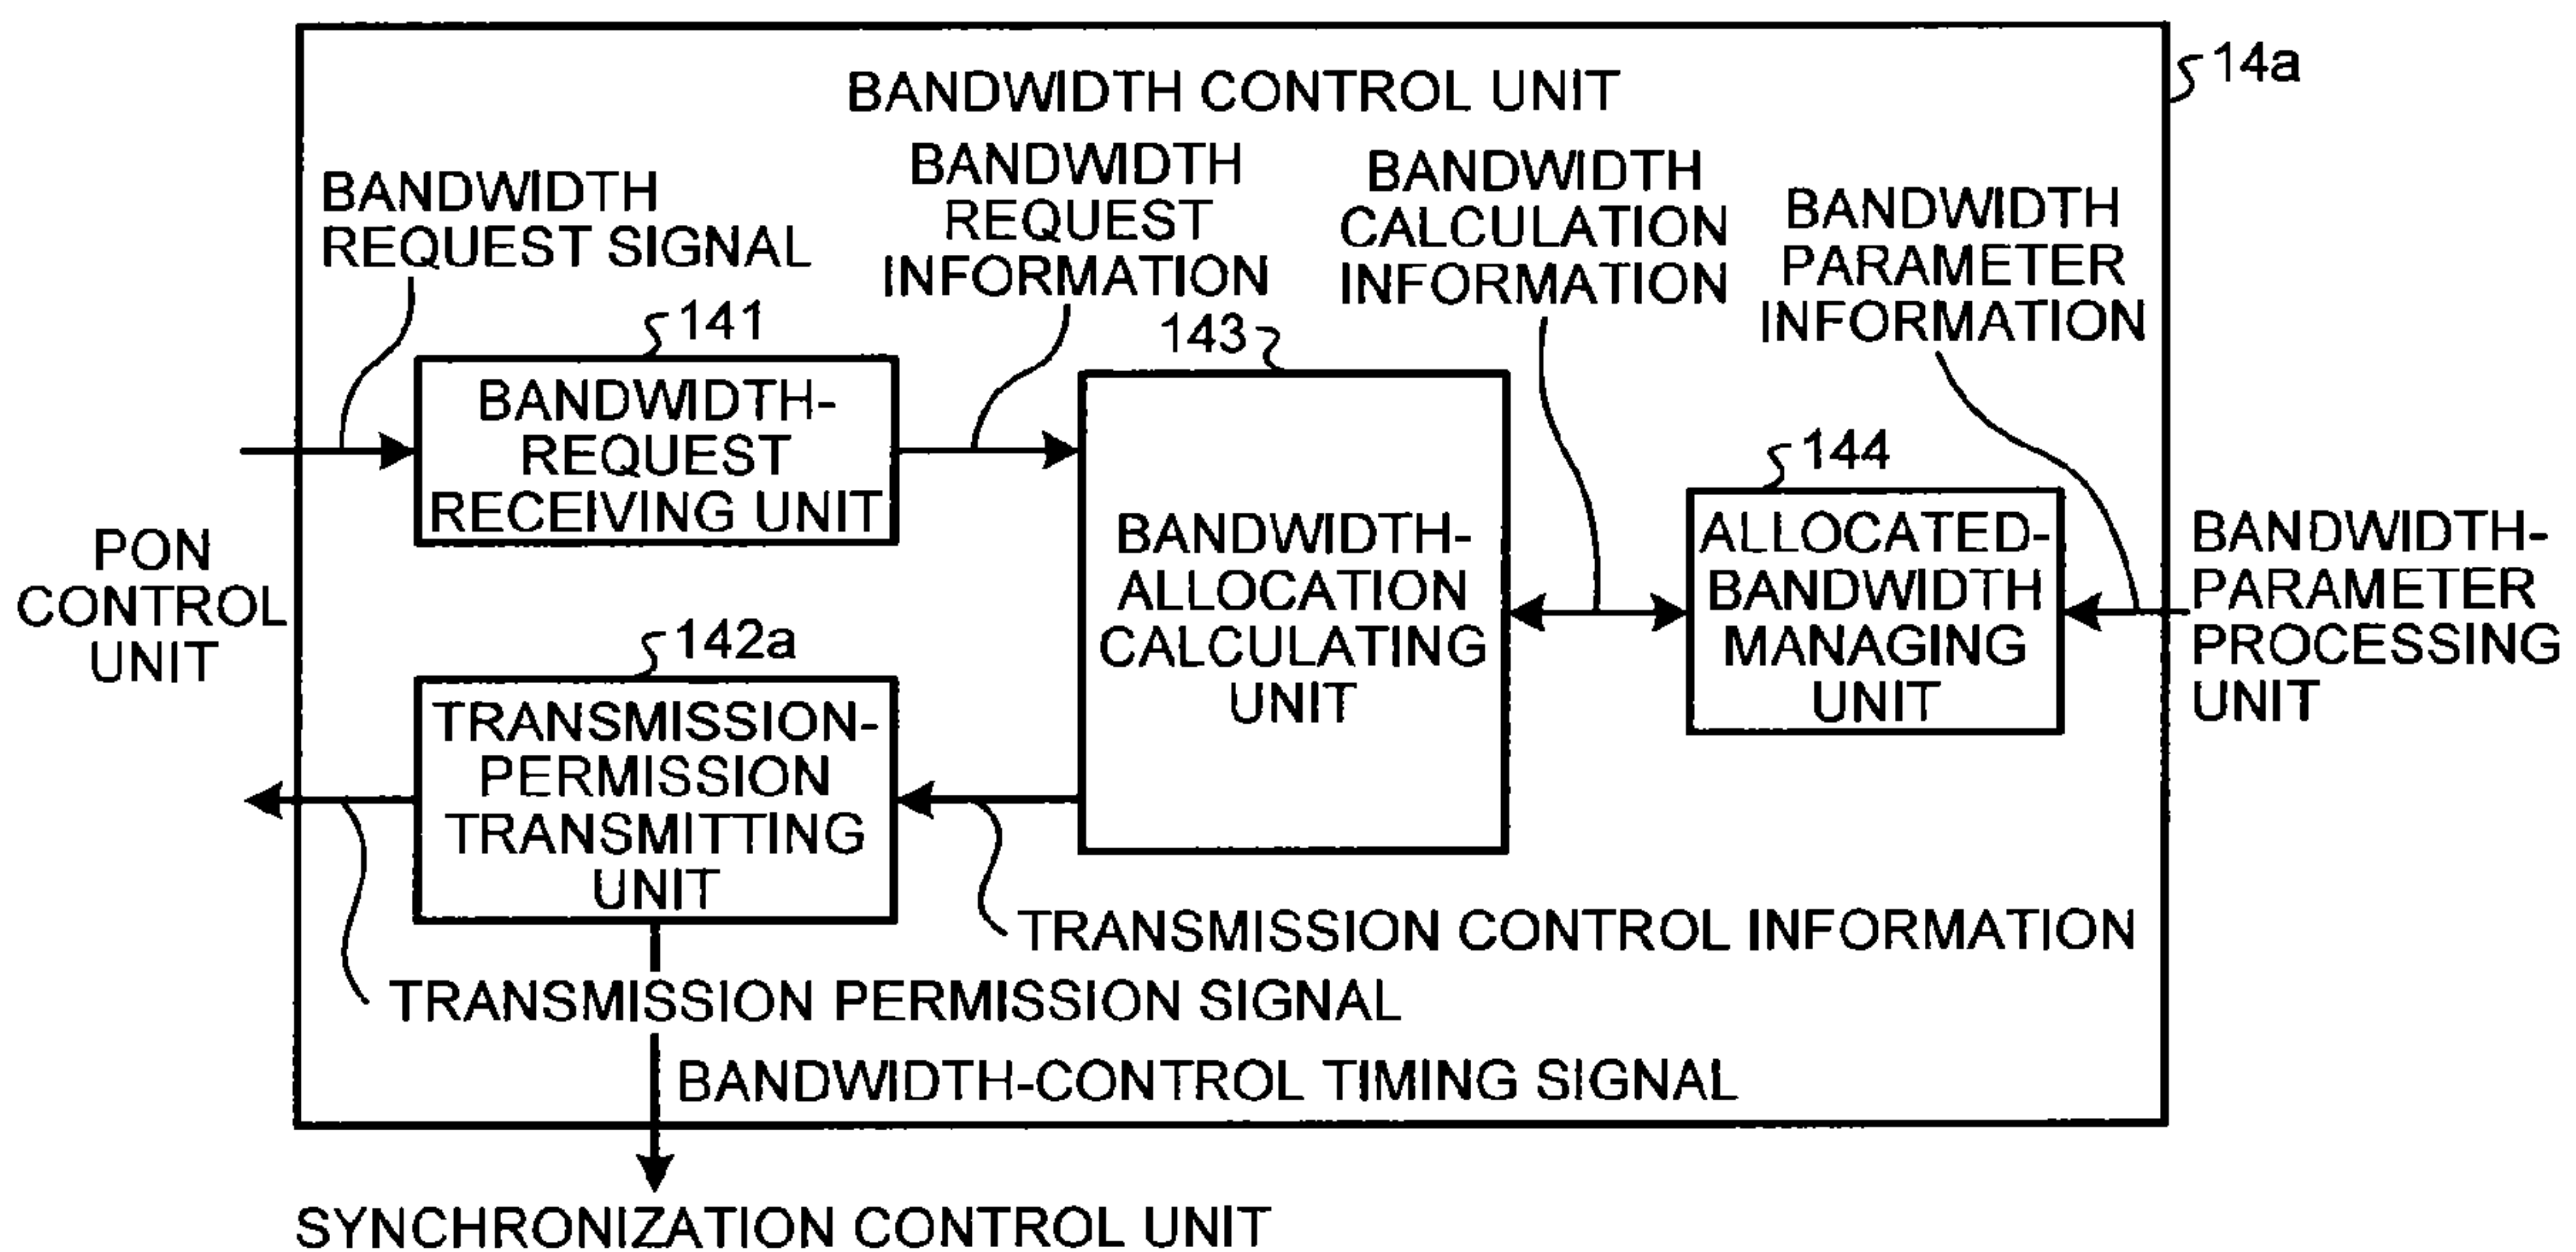 14a
BANDWIDTH CONTROL UNIT
BANDWIDTH
REQUEST SIGNAL
BANDWIDTH
REQUEST
INFORMATION
BANDWIDTH
CALCULATION
INFORMATION
BANDWIDTH
PARAMETER
INFORMATION
141
BANDWIDTH-
REQUEST
RECEIVING UNIT
143
BANDWIDTH-
ALLOCATION
CALCULATING
UNIT
144
ALLOCATED-
BANDWIDTH
MANAGING
UNIT
BANDWIDTH-
PARAMETER
PROCESSING
UNIT
PON
CONTROL
UNIT
142a
TRANSMISSION-
PERMISSION
TRANSMITTING
UNIT
TRANSMISSION CONTROL INFORMATION
TRANSMISSION PERMISSION SIGNAL
BANDWIDTH-CONTROL TIMING SIGNAL
SYNCHRONIZATION CONTROL UNIT